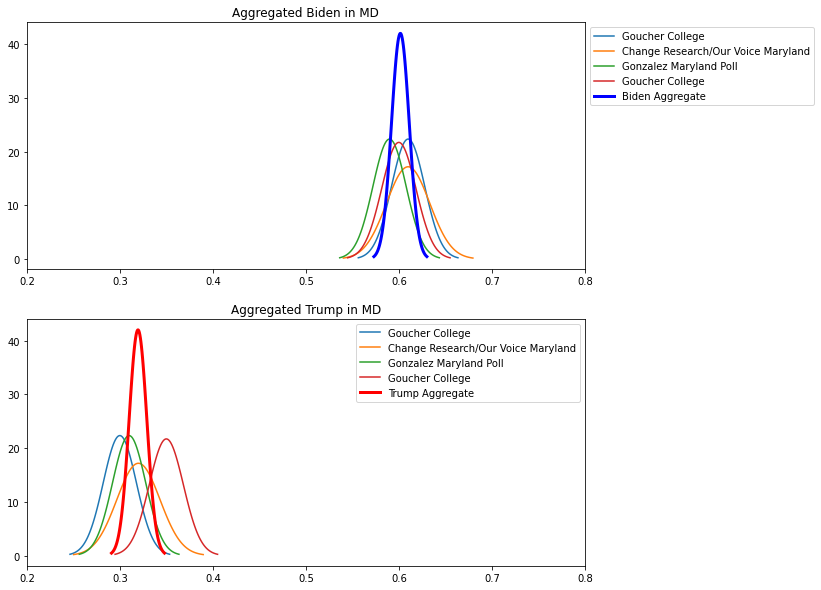 Aggregated Biden in MD
40
30
20
10
0
0.2 0.3 0.4 0.5 0.6 0.7 0.8
Goucher College
Change Research/Our Voice Maryland
Gonzalez Maryland Poll
Goucher College
Biden Aggregate
Aggregated Trump in MD
40
30
20
10
0
0.2 0.3 0.4 0.5 0.6 0.7 0.8
Goucher College
Change Research/Our Voice Maryland
Gonzalez Maryland Poll
Goucher College
Trump Aggregate